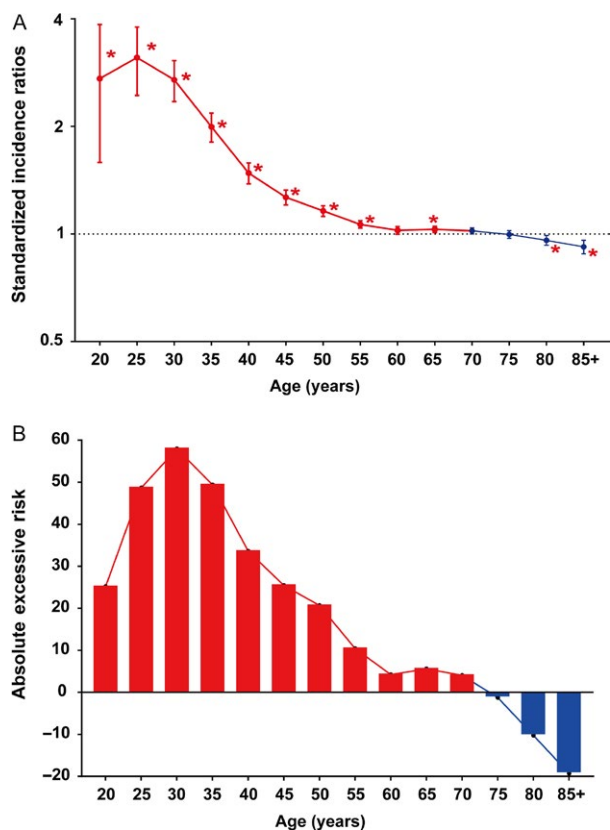 A
Standardized incidence ratios
4
2
1
0.5
* * * * * * * * * * *
20 25 30 35 40 45 50 55 60 65 70 75 80 85+
Age (years)
B
Absolute excessive risk
60
50
40
30
20
10
0
−10
−20
20 25 30 35 40 45 50 55 60 65 70 75 80 85+
Age (years)